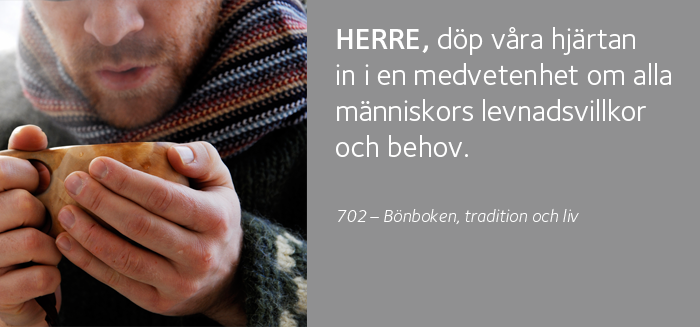 HERRE, döp våra hjärtan
in i en medvetenhet om alla
människors levnadsvillkor
och behov.
702 – Bönboken, tradition och liv